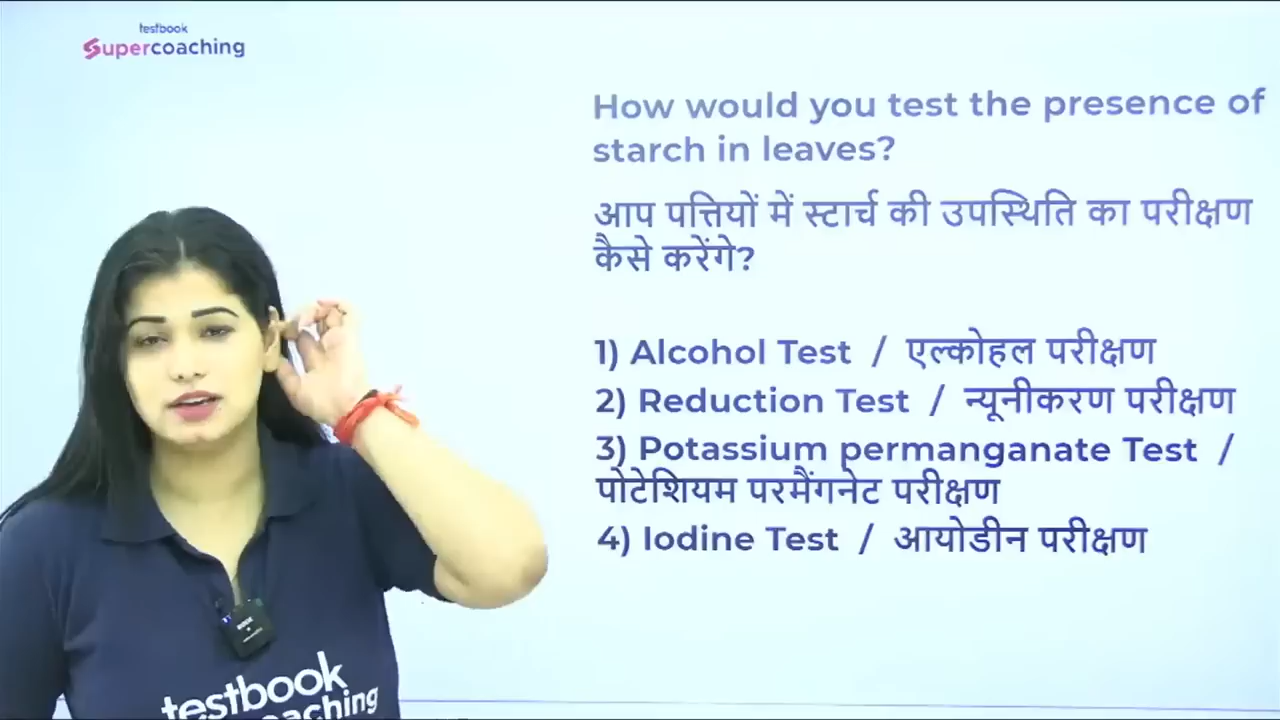 testbook
Supercoaching
How would you test the presence of
starch in leaves?
आप पत्तियों में स्टार्च की उपस्थिति का परीक्षण
कैसे करेंगे?
1) Alcohol Test / एल्कोहल परीक्षण
2) Reduction Test / न्यूनीकरण परीक्षण
3) Potassium permanganate Test /
पोटेशियम परमैंगनेट परीक्षण
4) Iodine Test / आयोडीन परीक्षण
testbook
coaching